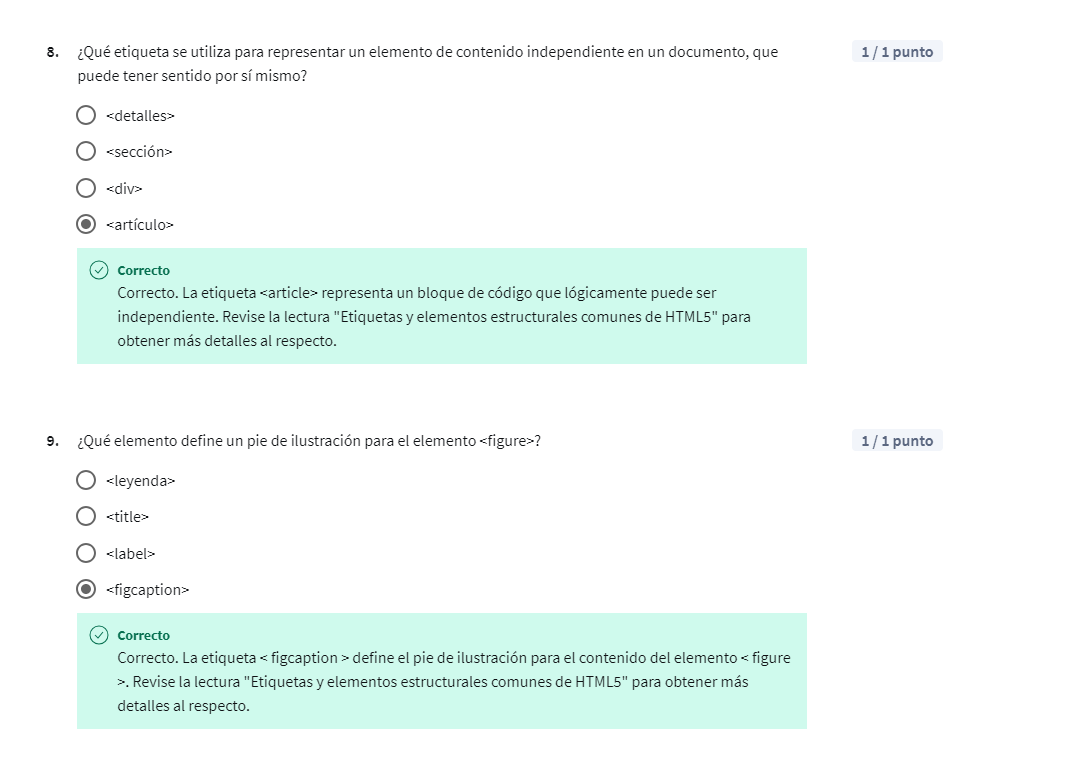 8. ¿Qué etiqueta se utiliza para representar un elemento de contenido independiente en un documento, que
1 / 1 punto
puede tener sentido por sí mismo?
<detalles>
<sección>
<div>
<artículo>
Correcto
Correcto. La etiqueta <article> representa un bloque de código que lógicamente puede ser
independiente. Revise la lectura "Etiquetas y elementos estructurales comunes de HTML5" para
obtener más detalles al respecto.
9. ¿Qué elemento define un pie de ilustración para el elemento <figure>?
1 / 1 punto
<leyenda>
<title>
<label>
<figcaption>
Correcto
Correcto. La etiqueta < figcaption > define el pie de ilustración para el contenido del elemento < figure
>. Revise la lectura "Etiquetas y elementos estructurales comunes de HTML5" para obtener más
detalles al respecto.